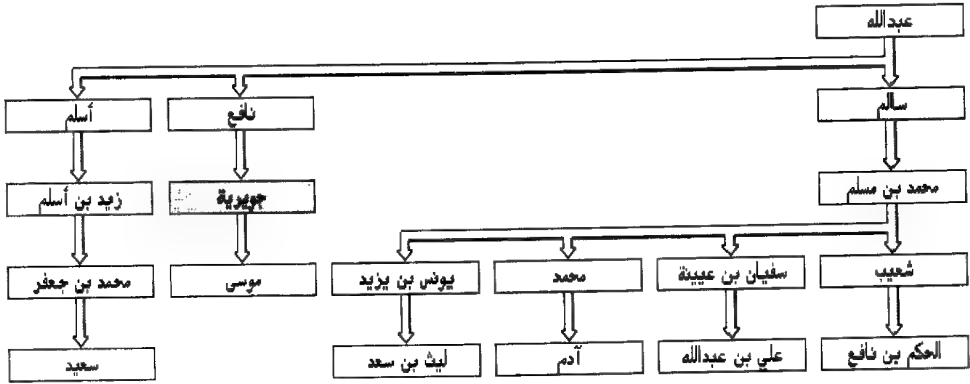 عبدالله
سالم
نافع
أسلم
محمد بن مسلم
جويرية
زيد بن أسلم
شعيب
سفيان بن عيينة
محمد
يونس بن يزيد
موسى
محمد بن جعفر
الحكم بن نافع
علي بن عبدالله
آدم
ليث بن سعد
سعيد